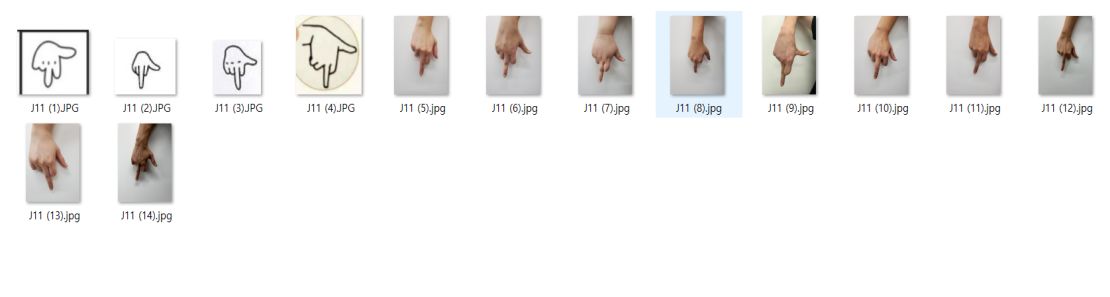 J11 (1).JPG
J11 (2).JPG
J11 (3).JPG
J11 (4).JPG
J11 (5).jpg
J11 (6).jpg
J11 (7).jpg
J11 (8).jpg
J11 (9).jpg
J11 (10).jpg
J11 (11).jpg
J11 (12).jpg
J11 (13).jpg
J11 (14).jpg